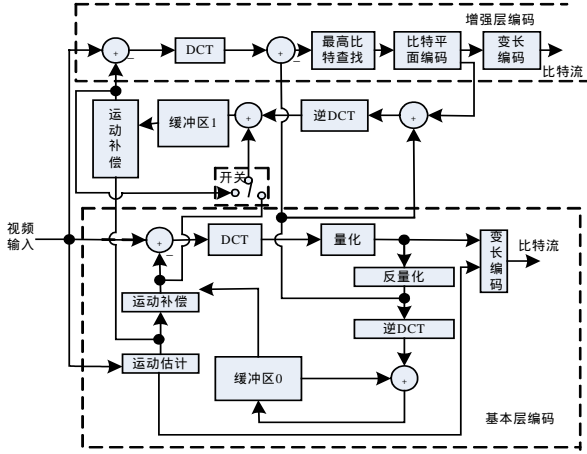 增强层编码
+
−
DCT
+
−
最高比
特查找
比特平
面编码
变长
编码
比特流
运动补偿
缓冲区1
+
逆DCT
+
开关
视频
输入
+
−
DCT
量化
变长编码
比特流
反量化
运动补偿
逆DCT
运动估计
缓冲区0
+
基本层编码